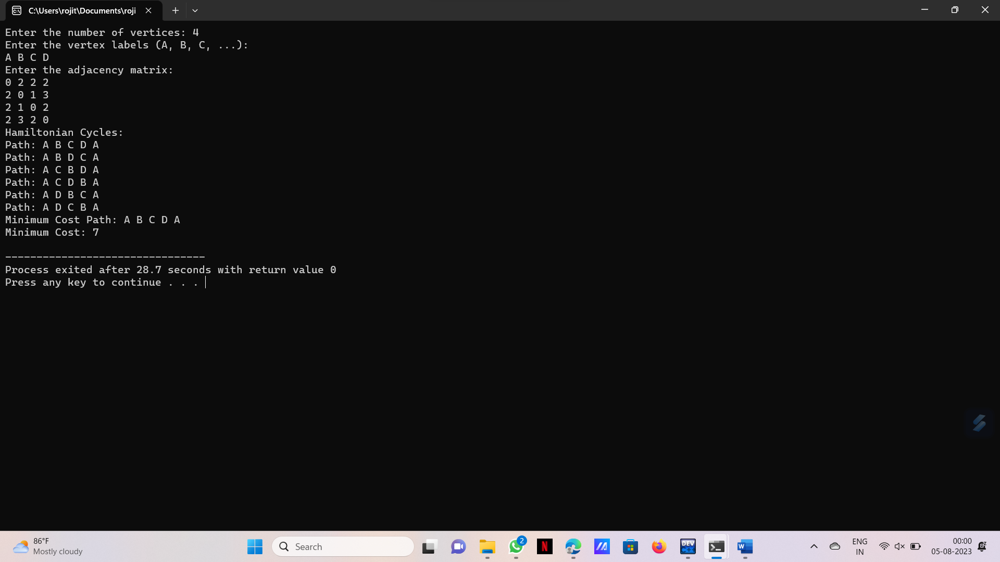 C:\Users\rojit\Documents\roji
Enter the number of vertices: 4
Enter the vertex labels (A, B, C, ...):
A B C D
Enter the adjacency matrix:
0 2 2 2
2 0 1 3
2 1 0 2
2 3 2 0
Hamiltonian Cycles:
Path: A B C D A
Path: A B D C A
Path: A C B D A
Path: A C D B A
Path: A D B C A
Path: A D C B A
Minimum Cost Path: A B C D A
Minimum Cost: 7
--------------------------------
Process exited after 28.7 seconds with return value 0
Press any key to continue . . .
86°F
Mostly cloudy
Search
2
N
DEV
C++
W
ENG
IN
00:00
05-08-2023